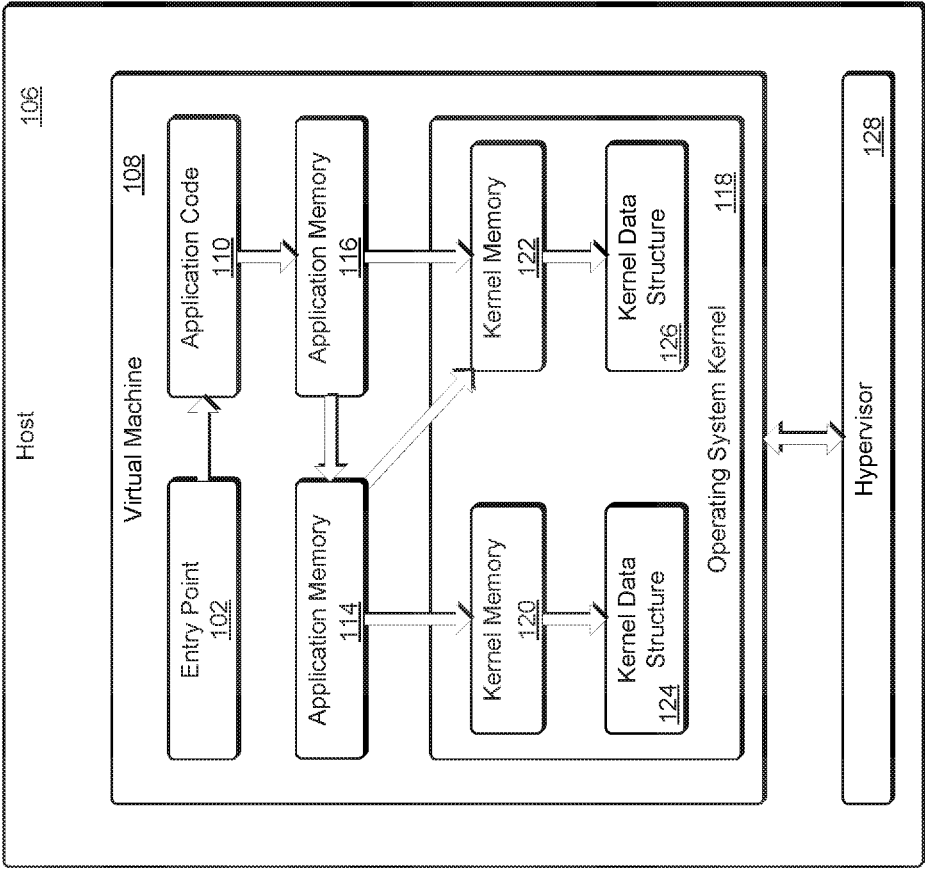 Host
106
Virtual Machine
108
Entry Point
102
Application Code
110
Application Memory
114
Application Memory
116
Kernel Memory
120
Kernel Memory
122
Kernel Data
Structure
124
Kernel Data
Structure
126
Operating System Kernel
118
Hypervisor
128